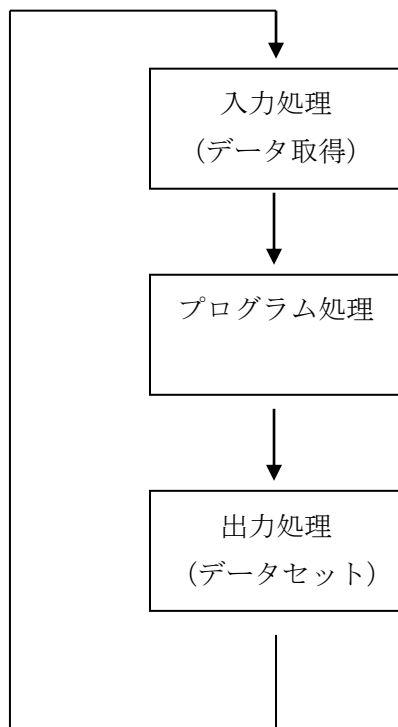 入力処理
（データ取得）
プログラム処理
出力処理
（データセット）